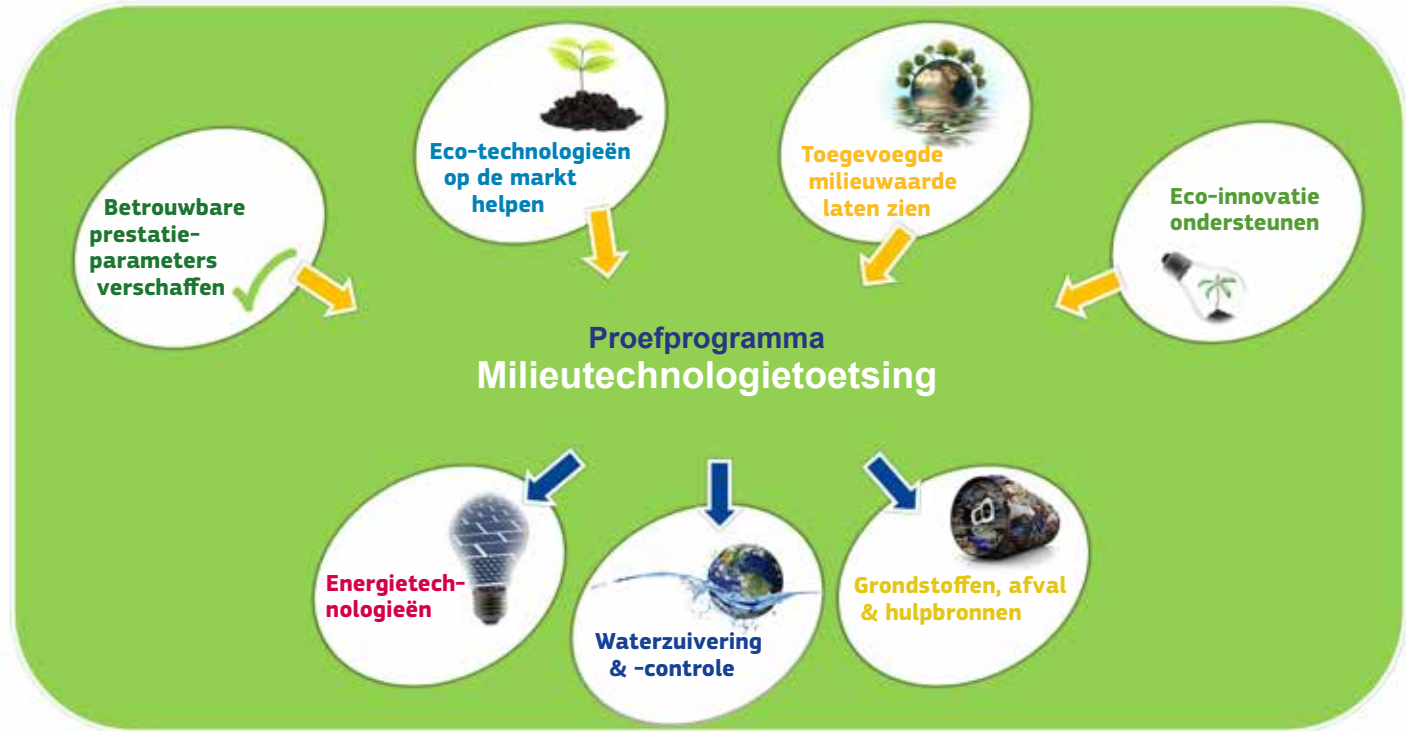 Betrouwbare
prestatie-
parameters
verschaffen
Eco-technologieën
op de markt
helpen
Toegevoegde
milieuwaarde
laten zien
Eco-innovatie
ondersteunen
Proefprogramma
Milieutechnologietoetsing
Energietech-
nologieën
Waterzuivering
& -controle
Grondstoffen, afval
& hulpbronnen